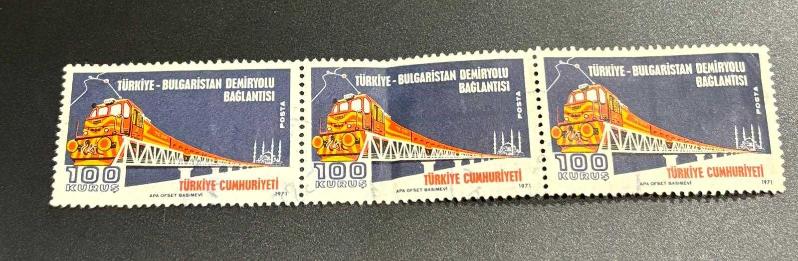 TÜRKİYE - BULGARİSTAN DEMİRYOLU
BAĞLANTISI
POSTA
100
KURUŞ
TÜRKİYE CUMHURİYETİ
APA OFSET BASIMEVİ
1971
TÜRKİYE - BULGARİSTAN DEMİRYOLU
BAĞLANTISI
POSTA
100
KURUŞ
TÜRKİYE CUMHURİYETİ
APA OFSET BASIMEVİ
1971
TÜRKİYE - BULGARİSTAN DEMİRYOLU
BAĞLANTISI
POSTA
100
KURUŞ
TÜRKİYE CUMHURİYETİ
APA OFSET BASIMEVİ
1971